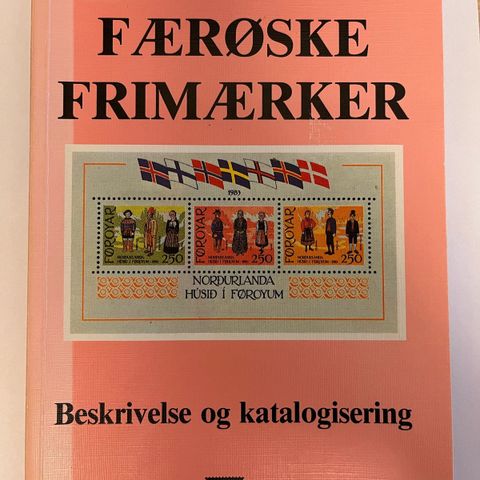 FÆRØSKE
FRIMÆRKER
1983
FØROYAR
250
FØROYAR
250
FØROYAR
250
NORÐURLANDA
HÚSIÐ Í FØROYUM
Beskrivelse og katalogisering